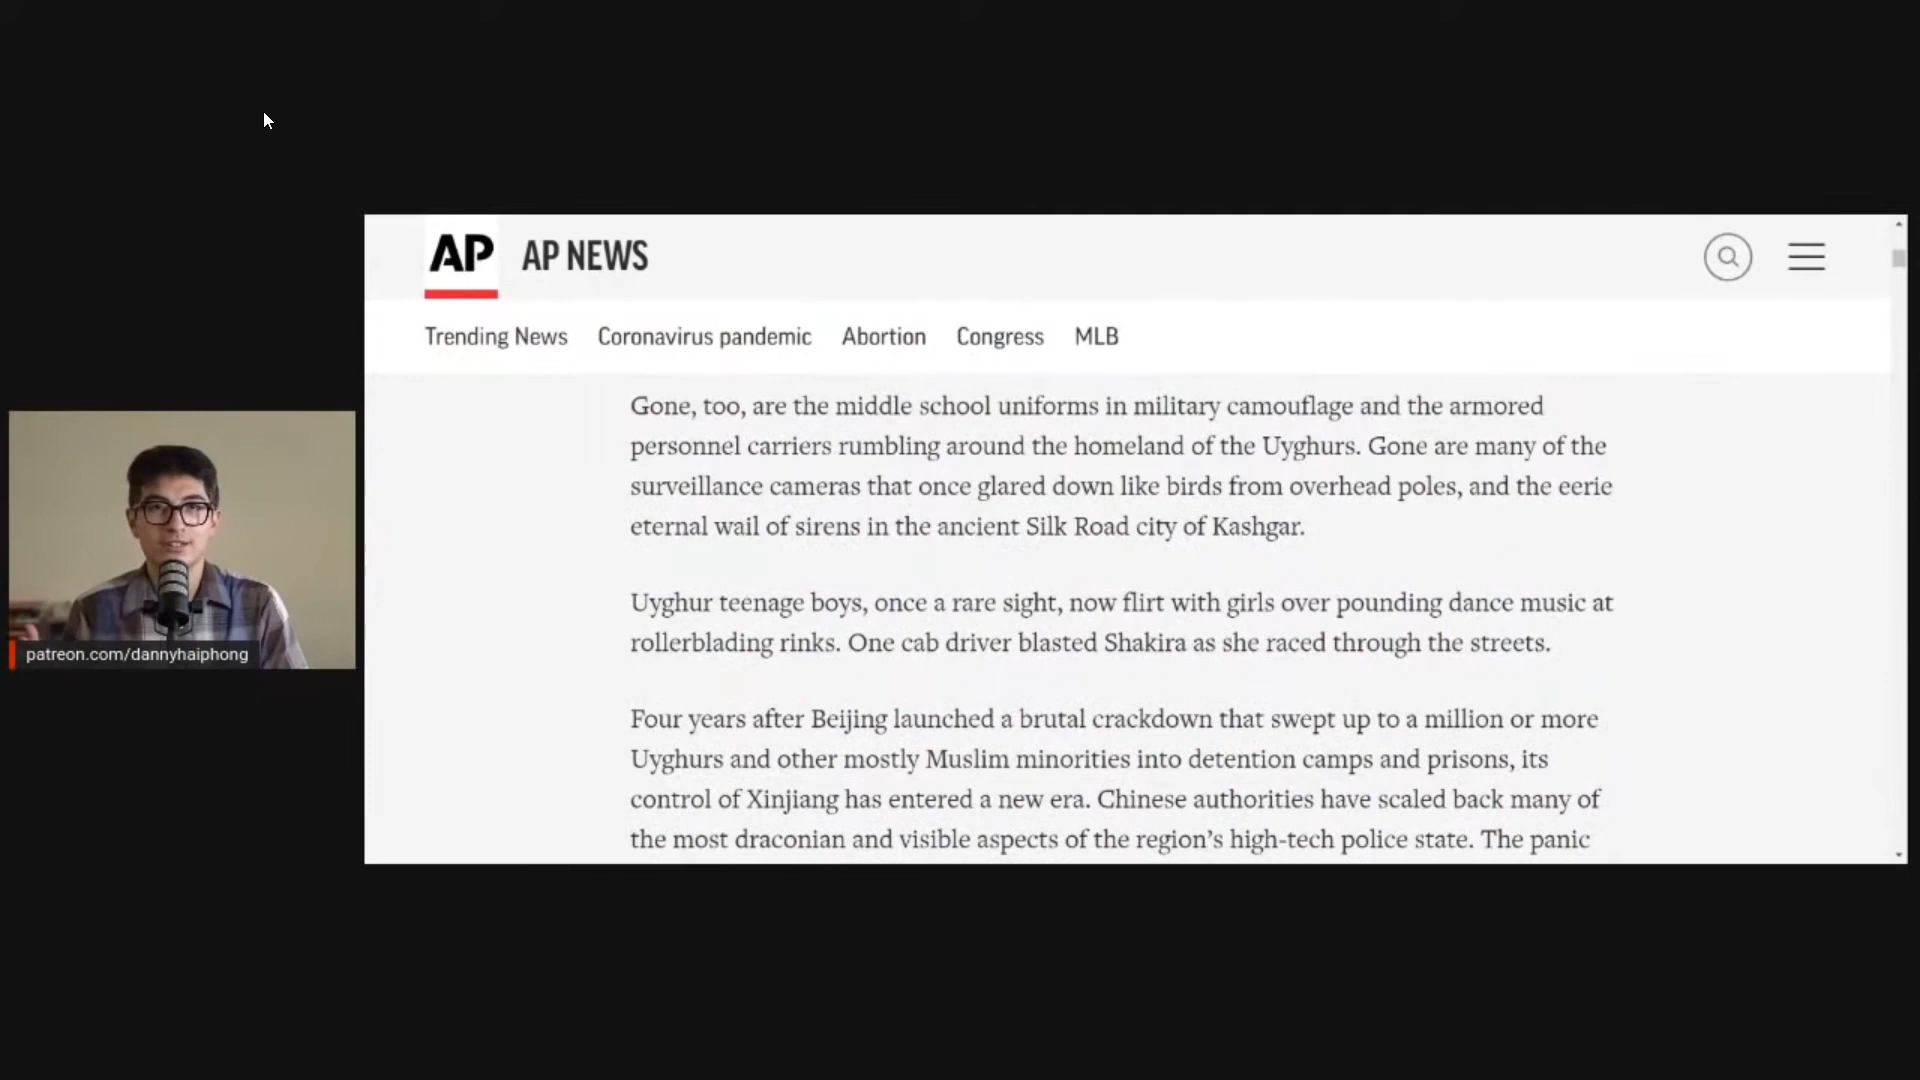 AP AP NEWS
Trending News Coronavirus pandemic Abortion Congress MLB
Gone, too, are the middle school uniforms in military camouflage and the armored
personnel carriers rumbling around the homeland of the Uyghurs. Gone are many of the
surveillance cameras that once glared down like birds from overhead poles, and the eerie
eternal wail of sirens in the ancient Silk Road city of Kashgar.
Uyghur teenage boys, once a rare sight, now flirt with girls over pounding dance music at
rollerblading rinks. One cab driver blasted Shakira as she raced through the streets.
Four years after Beijing launched a brutal crackdown that swept up to a million or more
Uyghurs and other mostly Muslim minorities into detention camps and prisons, its
control of Xinjiang has entered a new era. Chinese authorities have scaled back many of
the most draconian and visible aspects of the region’s high-tech police state. The panic
patreon.com/dannyhaiphong